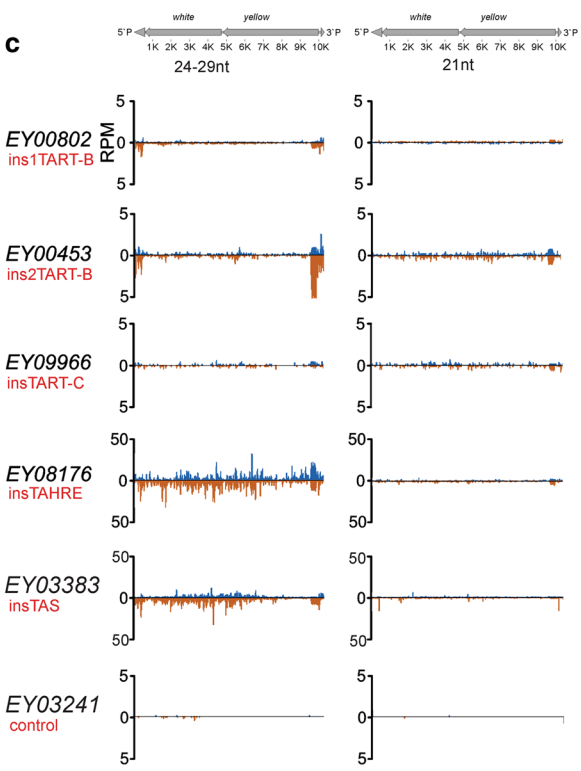 white yellow white yellow
5`P 3`P 5`P 3`P
1K 2K 3K 4K 5K 6K 7K 8K 9K 10K 1K 2K 3K 4K 5K 6K 7K 8K 9K 10K
c
24-29nt 21nt
5 5
EY00802 RPM 0 0
ins1TART-B
5 5
5 5
EY00453 0 0
ins2TART-B
5 5
5 5
EY09966 0 0
insTART-C
5 5
50 50
EY08176 0 0
insTAHRE
50 50
50 50
EY03383 0 0
insTAS
50 50
5 5
EY03241 0 0
control
5 5